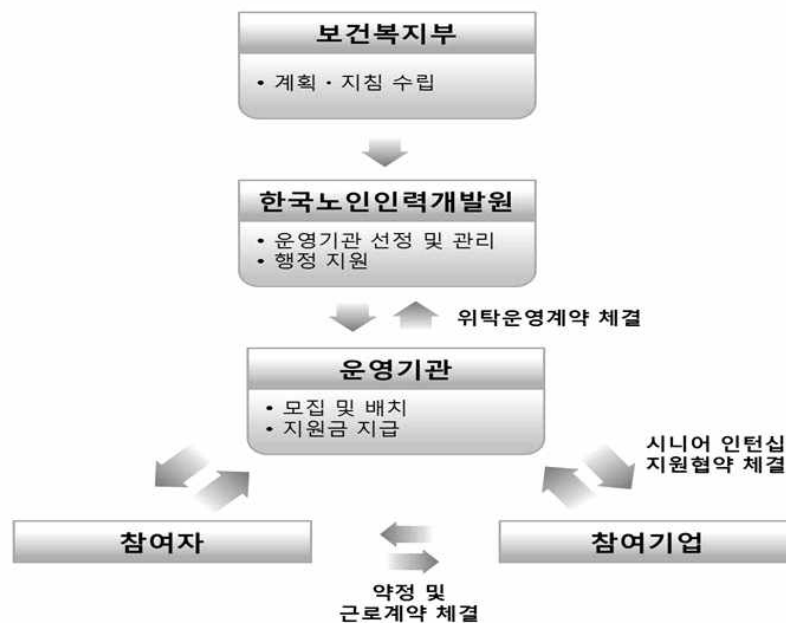 보건복지부
• 계획 · 지침 수립
한국노인인력개발원
• 운영기관 선정 및 관리
• 행정 지원
위탁운영계약 체결
운영기관
• 모집 및 배치
• 지원금 지급
시니어 인턴십
지원협약 체결
참여자
참여기업
약정 및
근로계약 체결